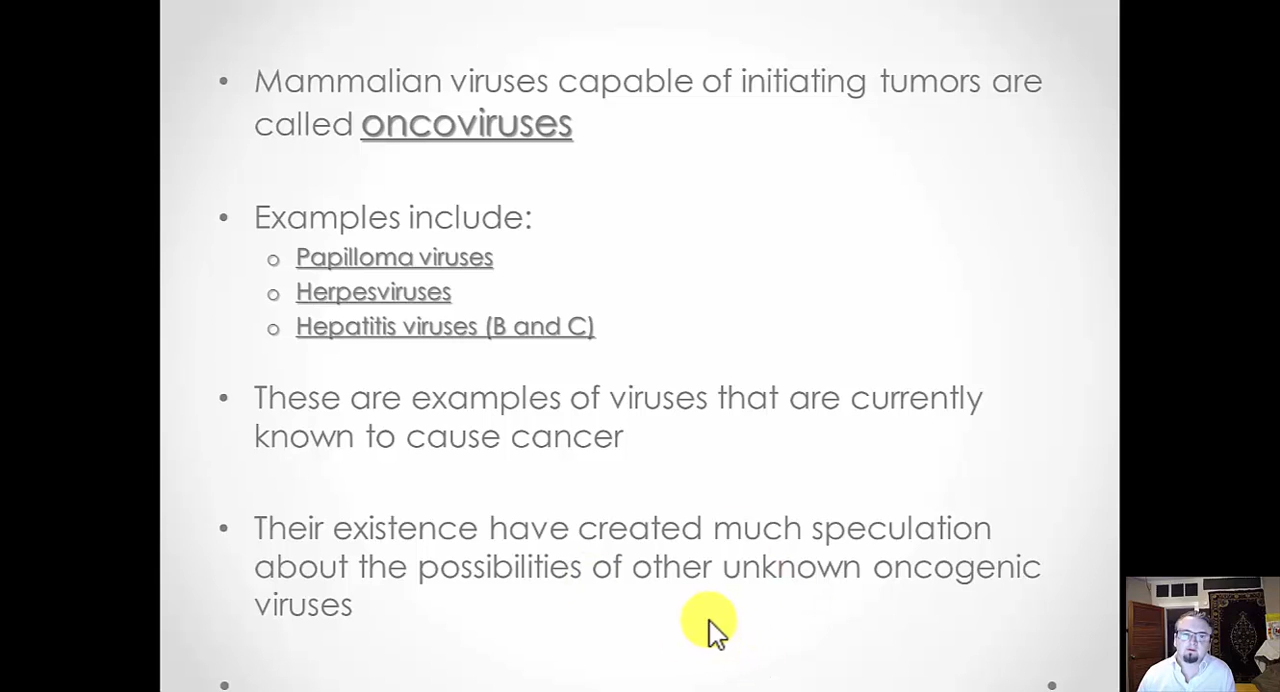 • Mammalian viruses capable of initiating tumors are
called oncoviruses
• Examples include:
o Papilloma viruses
o Herpesviruses
o Hepatitis viruses (B and C)
• These are examples of viruses that are currently
known to cause cancer
• Their existence have created much speculation
about the possibilities of other unknown oncogenic
viruses